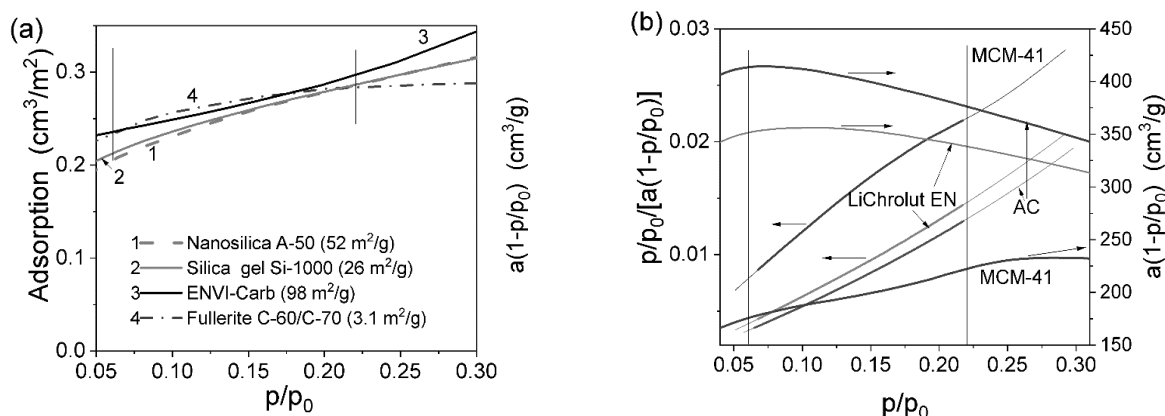 (a)
Adsorption (cm³/m²)
0.3
0.2
0.1
0.0
1
2
3
4
1 Nanosilica A-50 (52 m²/g)
2 Silica gel Si-1000 (26 m²/g)
3 ENVI-Carb (98 m²/g)
4 Fullerite C-60/C-70 (3.1 m²/g)
0.05 0.10 0.15 0.20 0.25 0.30
p/p₀
a(1-p/p₀) (cm³/g)
(b)
p/p₀/[a(1-p/p₀)]
0.03
0.02
0.01
MCM-41
LiChrolut EN
AC
MCM-41
450
400
350
300
250
200
150
a(1-p/p₀) (cm³/g)
0.05 0.10 0.15 0.20 0.25 0.30
p/p₀